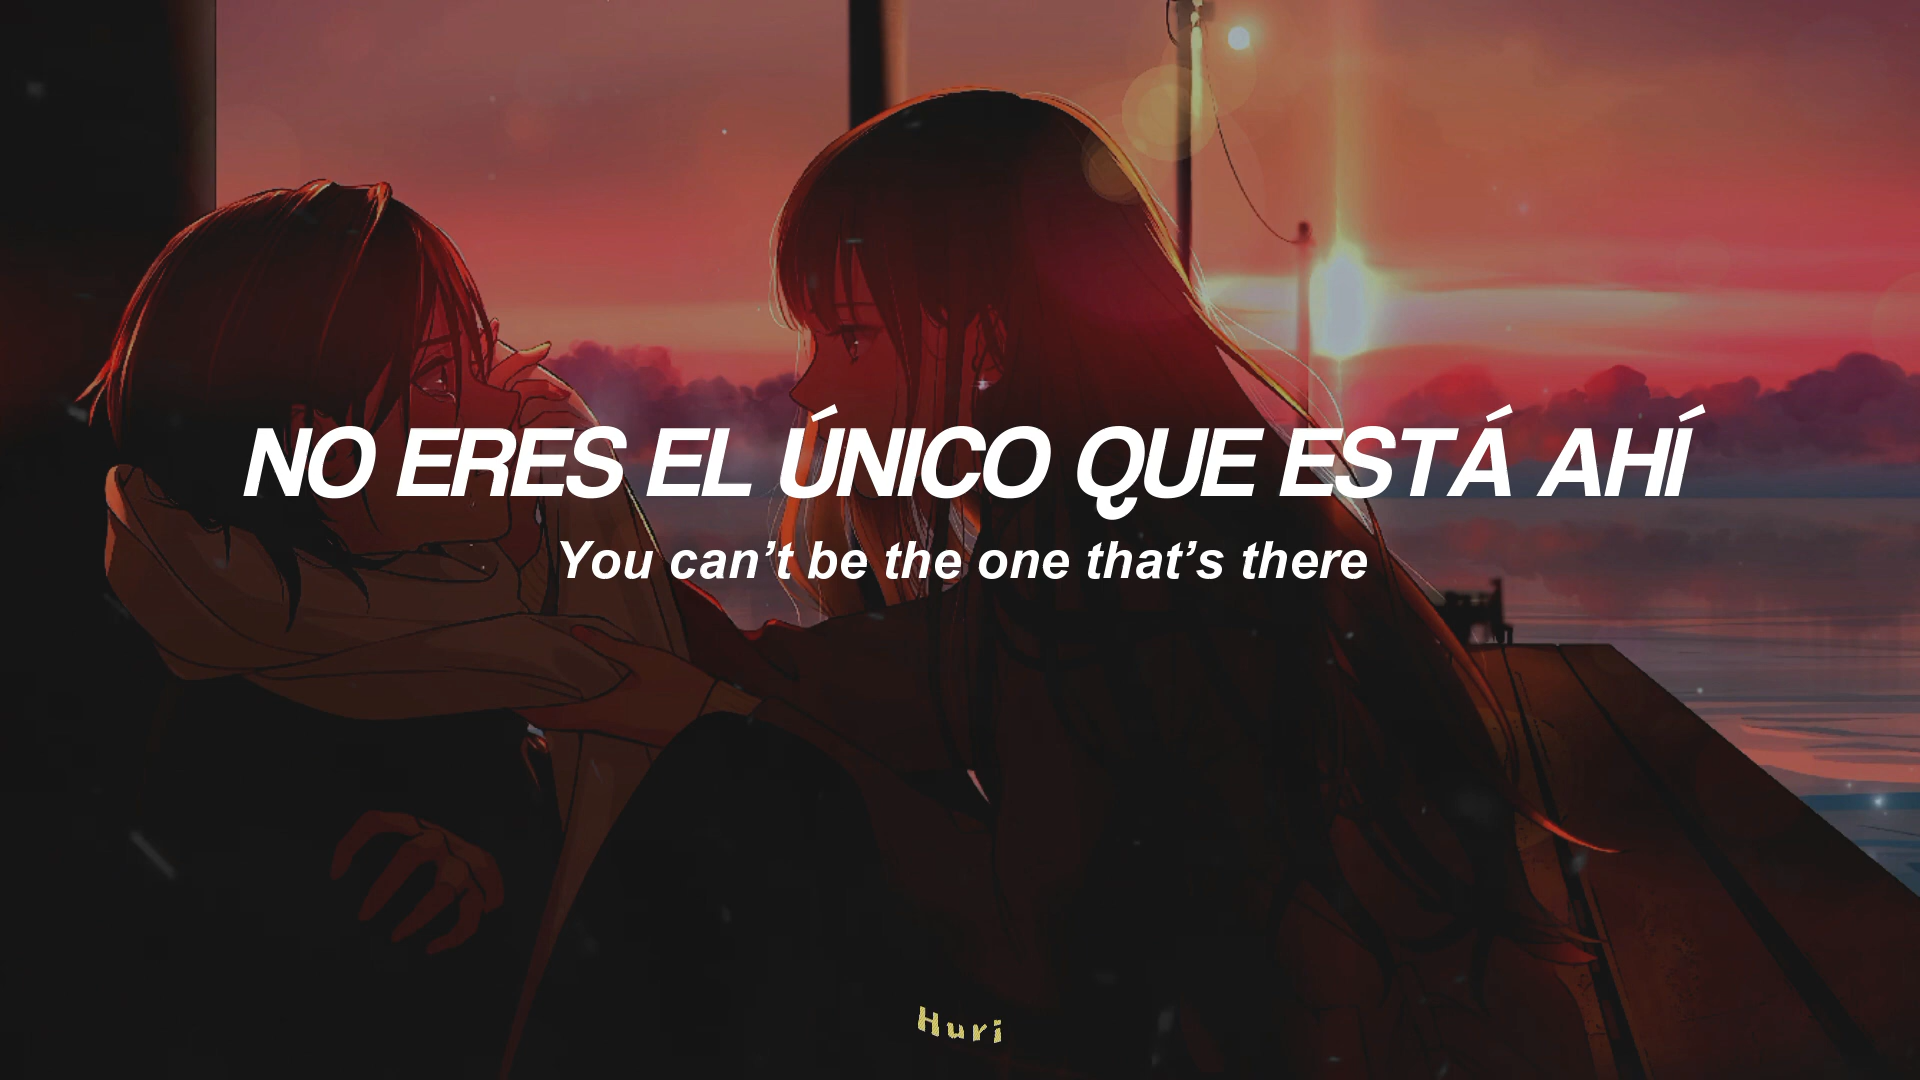 NO ERES EL ÚNICO QUE ESTÁ AHÍ
You can’t be the one that’s there
Huri